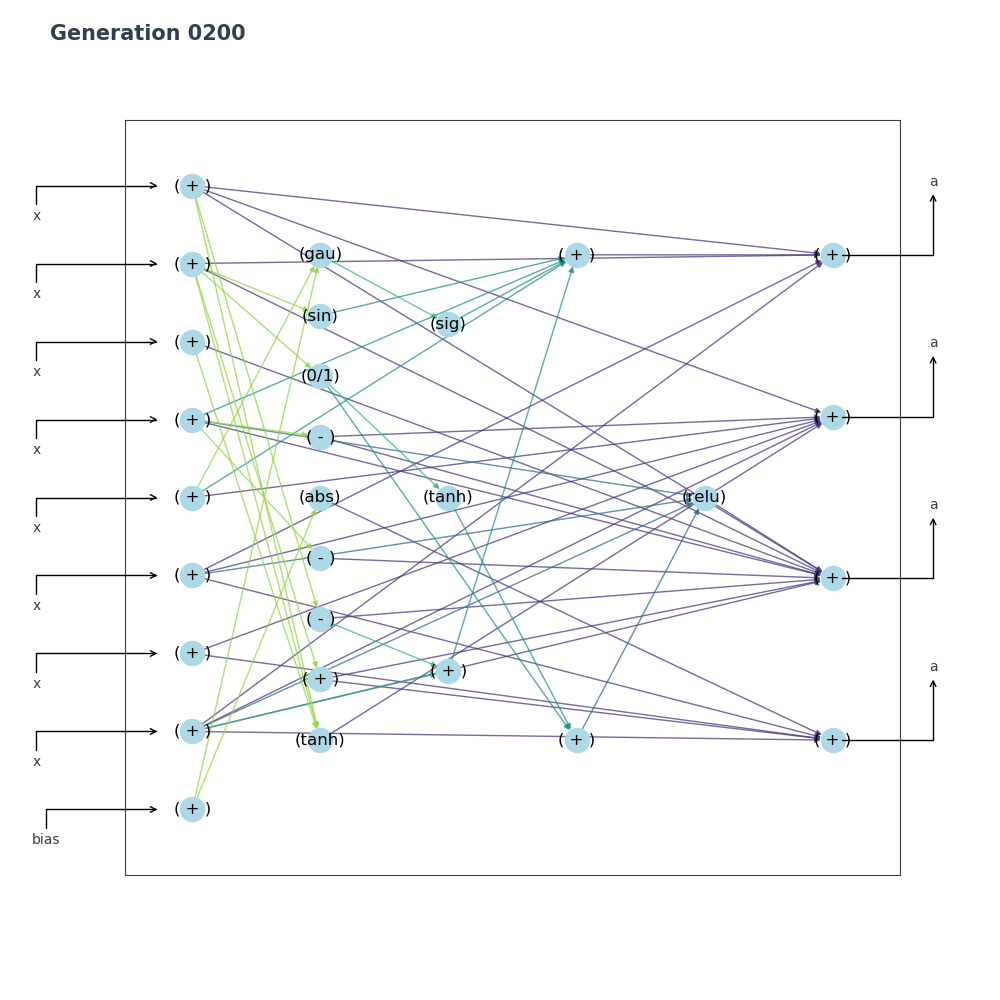 Generation 0200
a
( + )
x
(gau)
( + )
( + )
( + )
x
(sin)
(sig)
( + )
a
x
(0/1)
( + )
( - )
( + )
x
( + )
(abs)
(tanh)
(relu)
a
x
( - )
( + )
( + )
x
( - )
( + )
a
x
( + )
( + )
( + )
(tanh)
( + )
( + )
x
( + )
bias